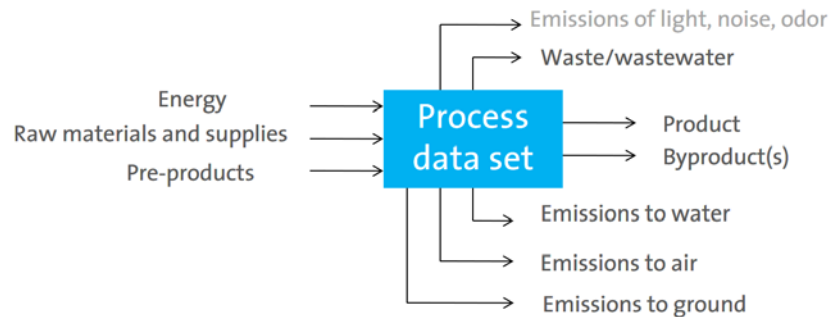 Emissions of light, noise, odor
Waste/wastewater
Energy
Raw materials and supplies
Pre-products
Process
data set
Product
Byproduct(s)
Emissions to water
Emissions to air
Emissions to ground